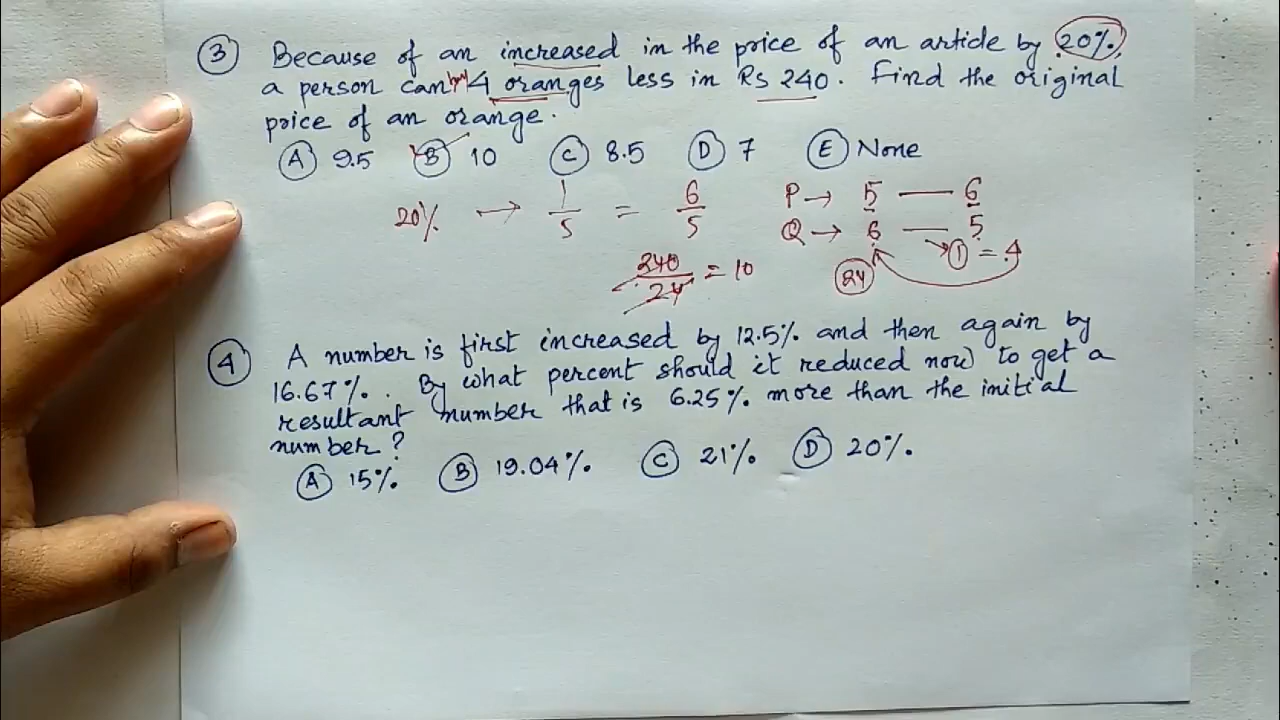 ③ Because of an increased in the price of an article by 20%,
a person can buy 4 oranges less in Rs 240. Find the original
price of an orange.
Ⓐ 9.5 Ⓑ 10 Ⓒ 8.5 Ⓓ 7 Ⓔ None
20% → 1/5 = 6/5
P → 5 — 6
Q → 6 — 5
→ ① = 4
㉔
240/24 = 10
④ A number is first increased by 12.5% and then again by
16.67%. By what percent should it reduced now to get a
resultant number that is 6.25% more than the initial
number?
Ⓐ 15% Ⓑ 19.04% Ⓒ 21% Ⓓ 20%.